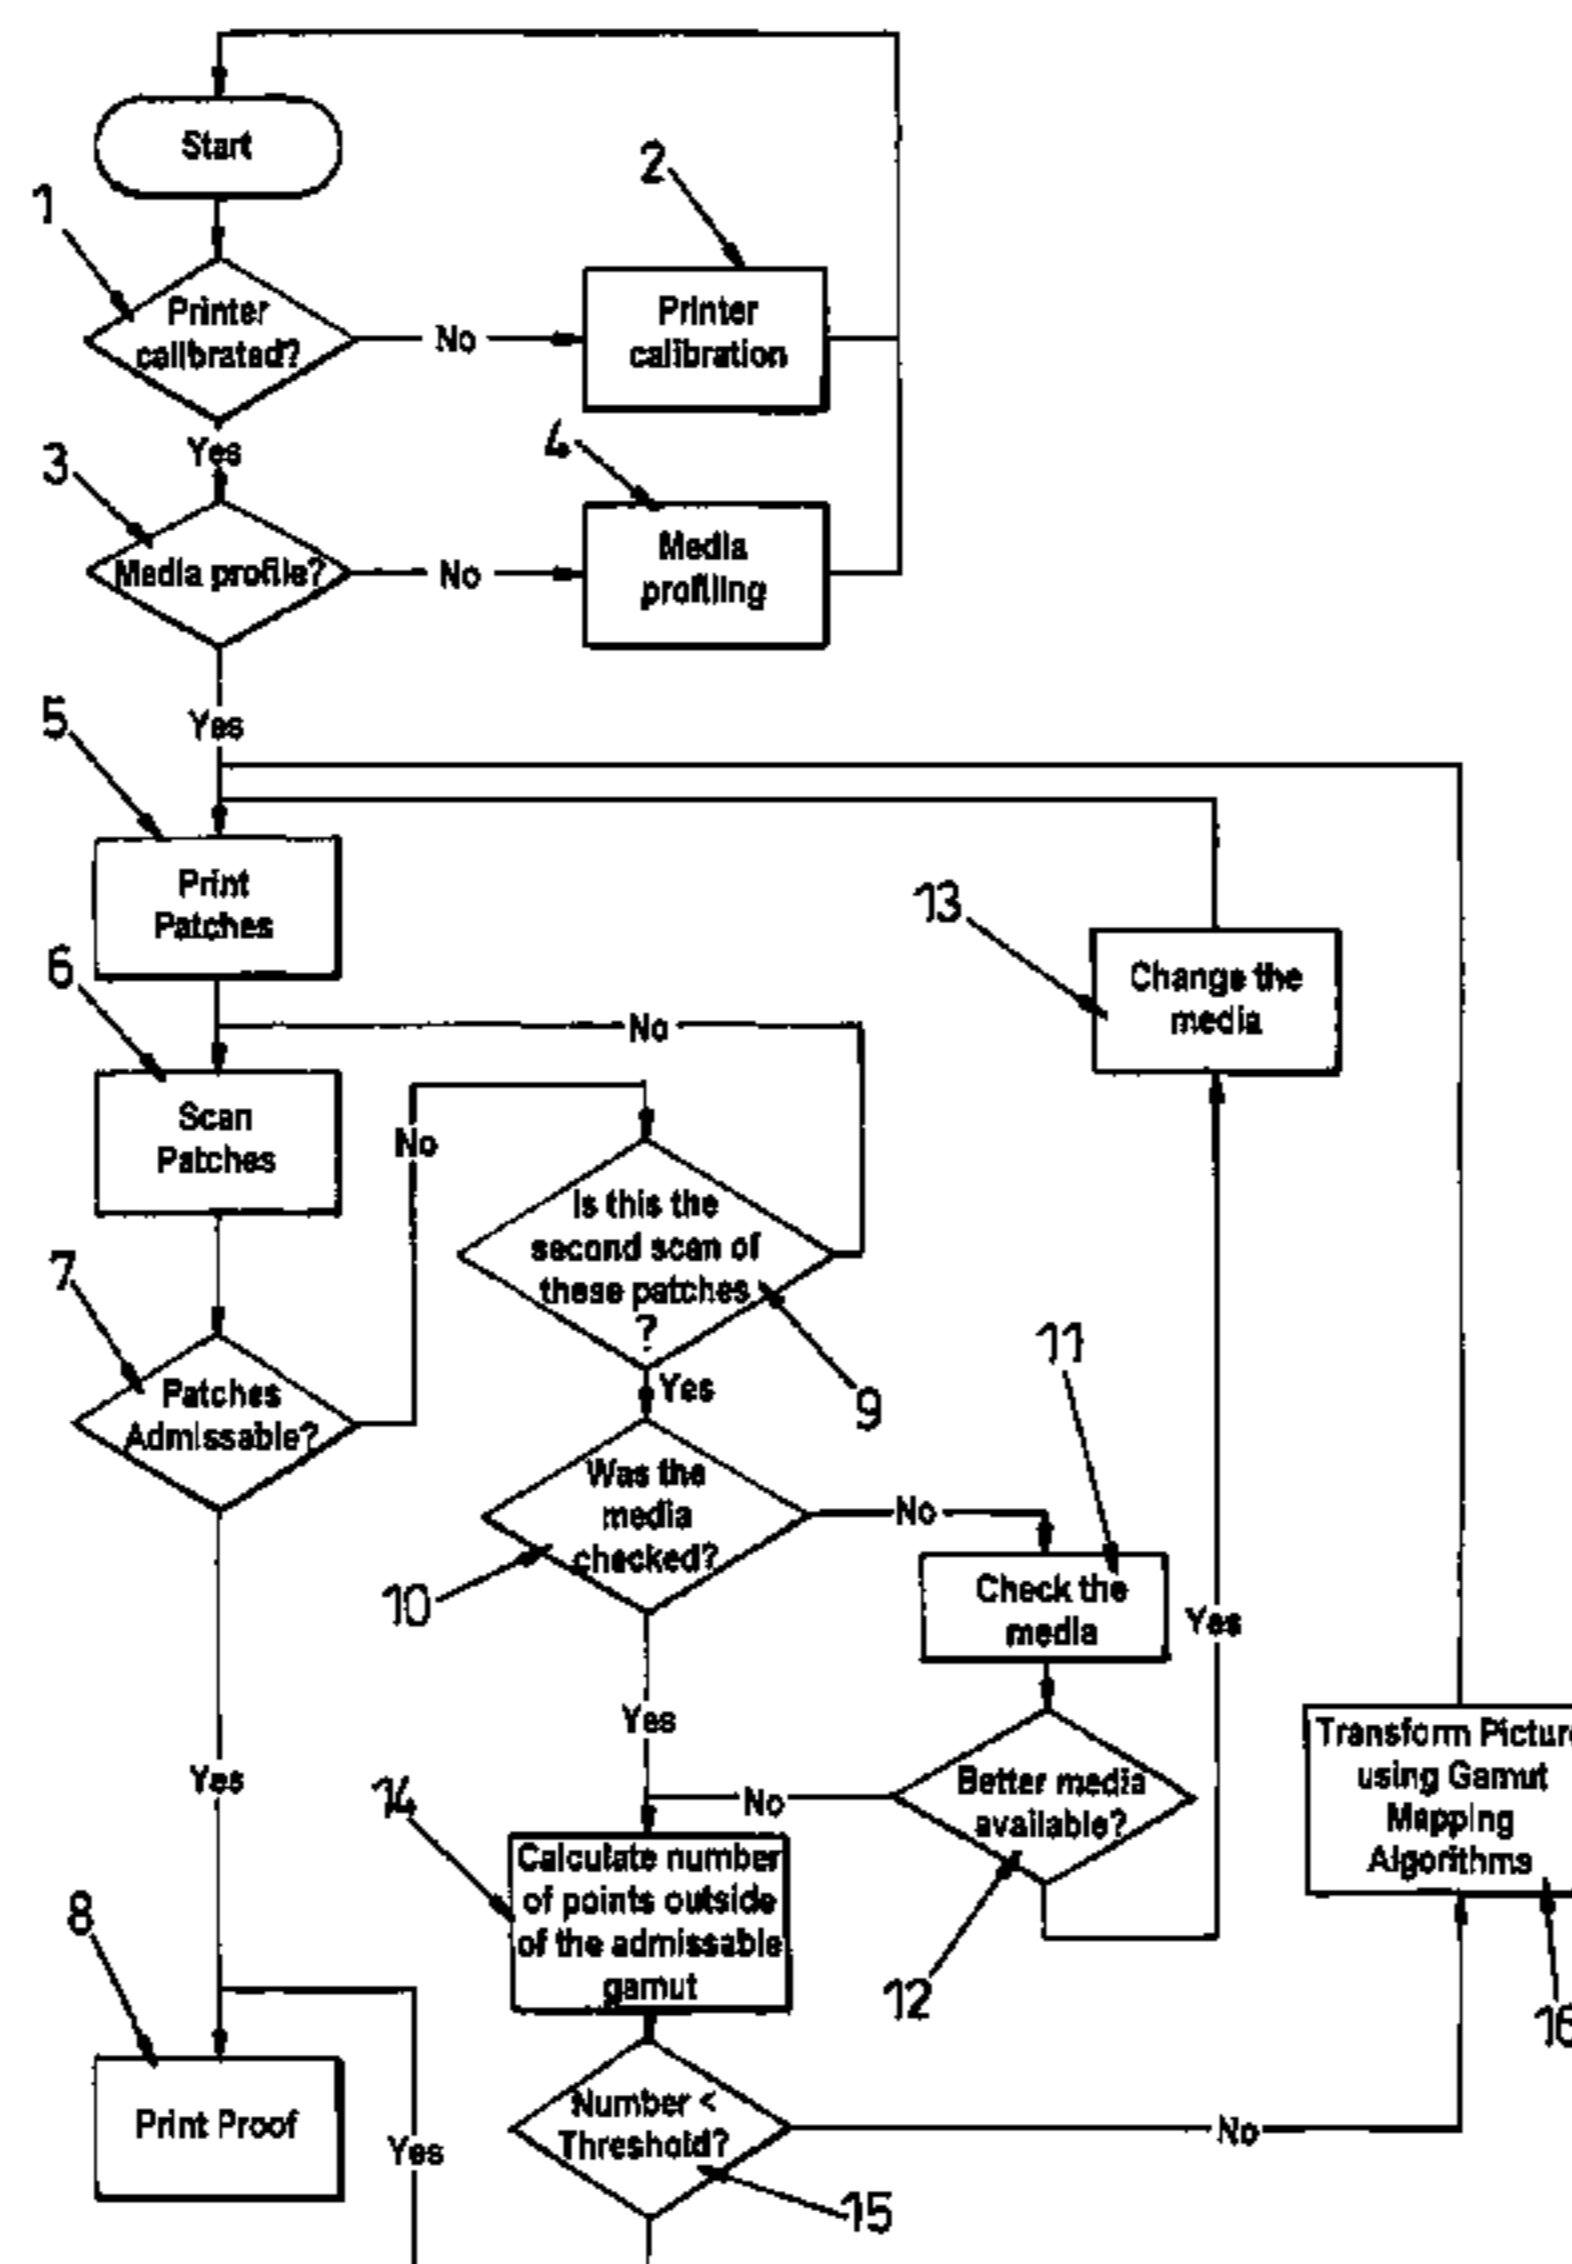 Start
1
2
Printer
calibrated?
No
Printer
calibration
Yes
3
4
Media profile?
No
Media
profiling
Yes
5
Print
Patches
13
Change the
media
6
No
Scan
Patches
No
Is this the
second scan of
these patches
?
7
Yes
9
11
Patches
Admissable?
Was the
media
checked?
No
10
Check the
media
Yes
Yes
Yes
14
No
Better media
available?
Transform Picture
using Gamut
Mapping
Algorithms
Calculate number
of points outside
of the admissable
gamut
8
12
16
Print Proof
Yes
Number <
Threshold?
No
15